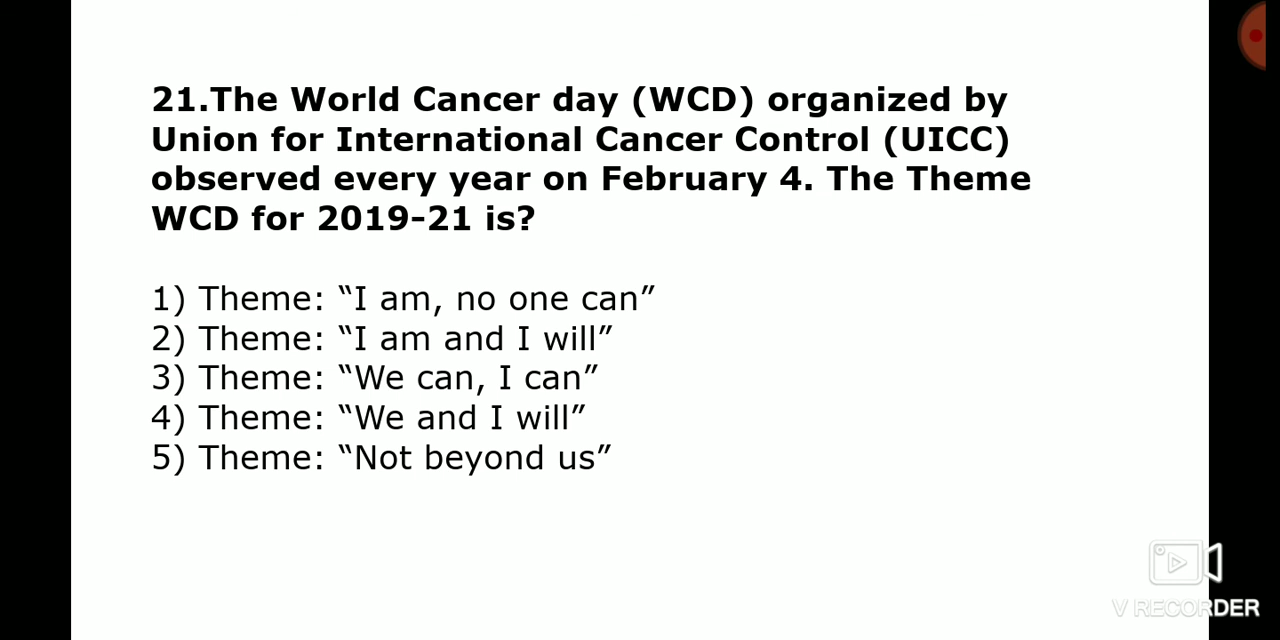 21.The World Cancer day (WCD) organized by
Union for International Cancer Control (UICC)
observed every year on February 4. The Theme
WCD for 2019-21 is?
1) Theme: “I am, no one can”
2) Theme: “I am and I will”
3) Theme: “We can, I can”
4) Theme: “We and I will”
5) Theme: “Not beyond us”
V RECORDER